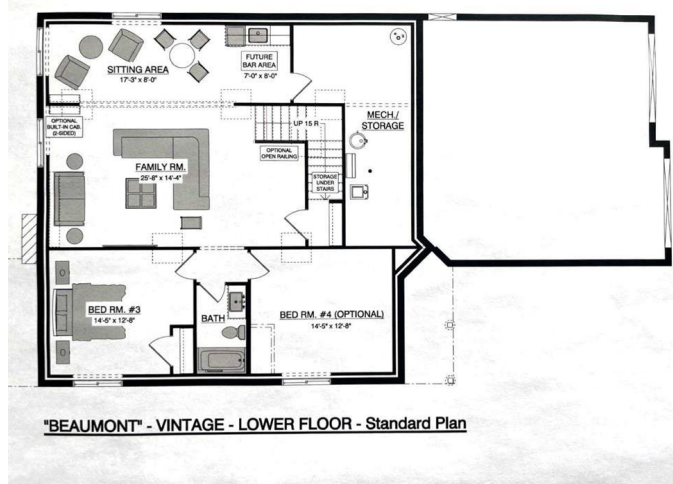 SITTING AREA
17'-3" x 8'-0"
FUTURE
BAR AREA
7'-0" x 8'-0"
OPTIONAL
BUILT-IN CAB.
(2-SIDED)
UP 15 R
MECH./
STORAGE
OPTIONAL
OPEN RAILING
FAMILY RM.
25'-8" x 14'-4"
STORAGE
UNDER
STAIRS
BED RM. #3
14'-5" x 12'-8"
BATH
BED RM. #4 (OPTIONAL)
14'-5" x 12'-8"
"BEAUMONT" - VINTAGE - LOWER FLOOR - Standard Plan